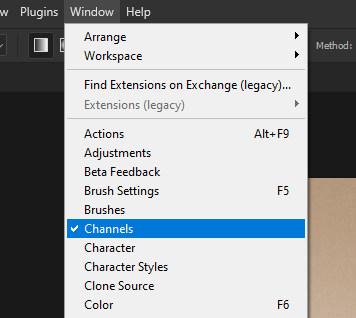 w Plugins Window Help
Method:
Arrange
Workspace
Find Extensions on Exchange (legacy)...
Extensions (legacy)
Actions Alt+F9
Adjustments
Beta Feedback
Brush Settings F5
Brushes
Channels
Character
Character Styles
Clone Source
Color F6